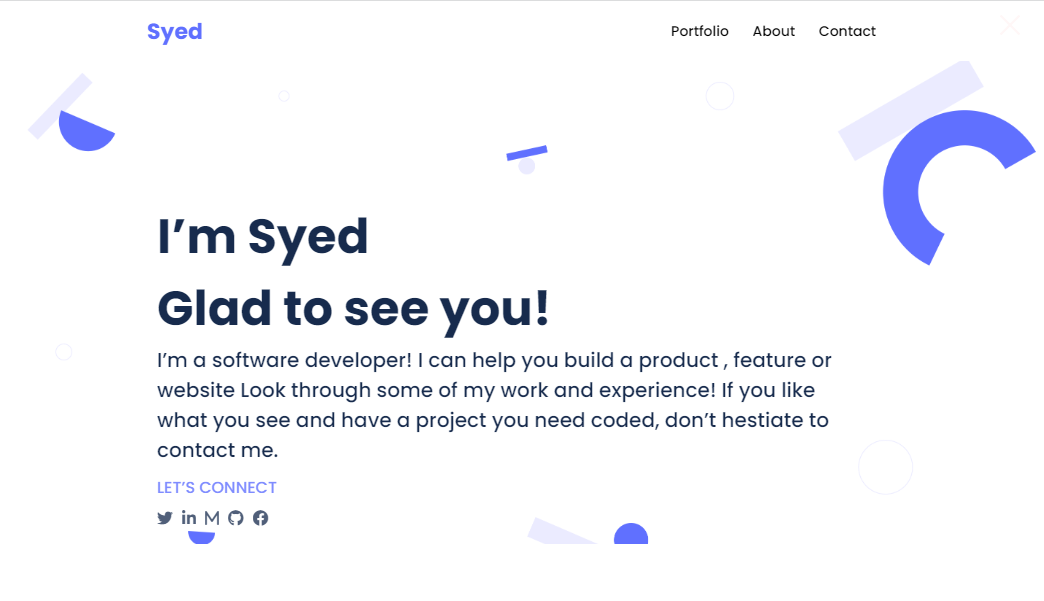 Syed
Portfolio About Contact
I’m Syed
Glad to see you!
I’m a software developer! I can help you build a product , feature or
website Look through some of my work and experience! If you like
what you see and have a project you need coded, don’t hestiate to
contact me.
LET’S CONNECT